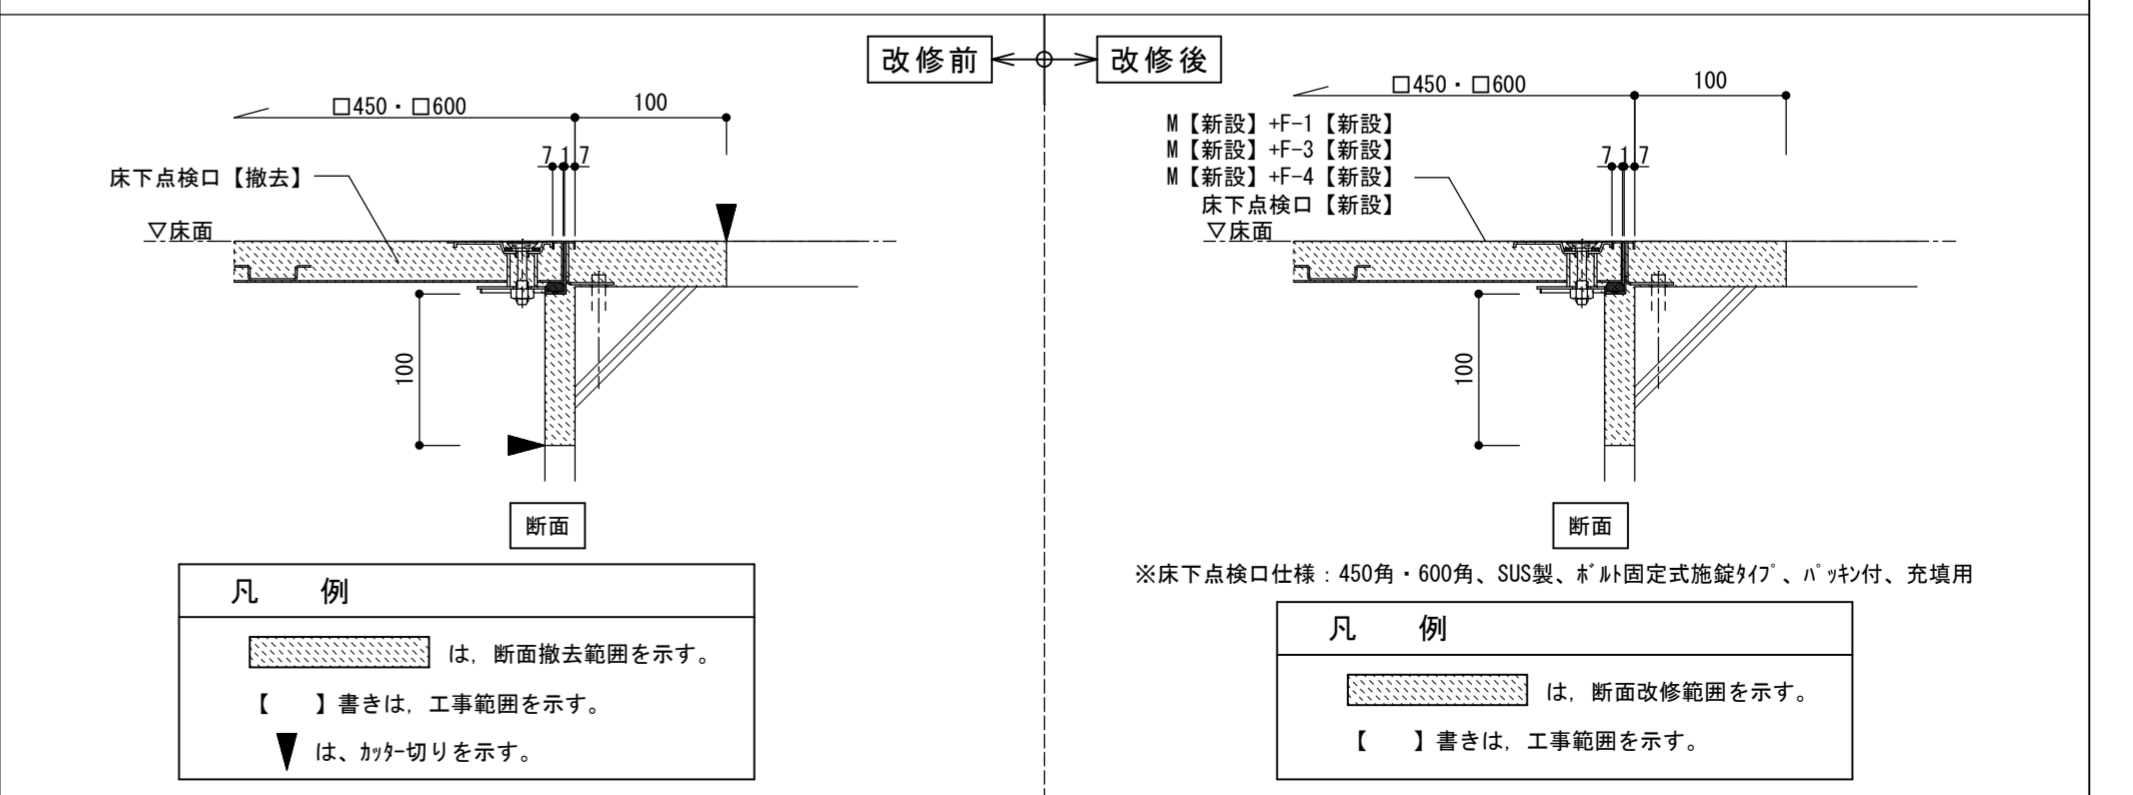 改修前
改修後
□450・□600
100
7 1 7
床下点検口【撤去】
▽床面
100
断面
凡　例
は，断面撤去範囲を示す。
【　　】書きは，工事範囲を示す。
は、ｶｯﾀｰ切りを示す。
□450・□600
100
M【新設】+F-1【新設】
M【新設】+F-3【新設】
M【新設】+F-4【新設】
床下点検口【新設】
7 1 7
▽床面
100
断面
※床下点検口仕様：450角・600角、SUS製、ﾎﾞﾙﾄ固定式施錠ﾀｲﾌﾟ、ﾊﾟｯｷﾝ付、充填用
凡　例
は，断面改修範囲を示す。
【　　】書きは，工事範囲を示す。